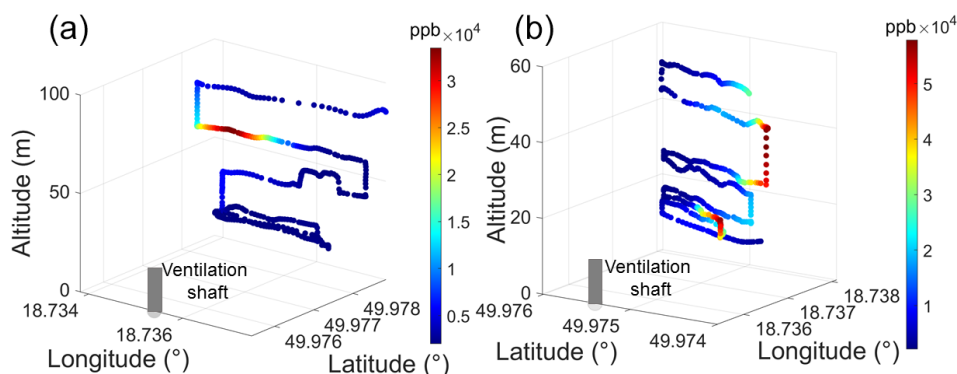 (a)
ppb ×10⁴
3
2.5
2
1.5
1
0.5
100
50
0
Altitude (m)
Ventilation
shaft
18.734
18.736
Longitude (°)
49.976
49.977
49.978
Latitude (°)
(b)
ppb ×10⁴
5
4
3
2
1
60
40
20
0
Altitude (m)
Ventilation
shaft
49.976
49.975
49.974
Latitude (°)
18.736
18.737
18.738
Longitude (°)